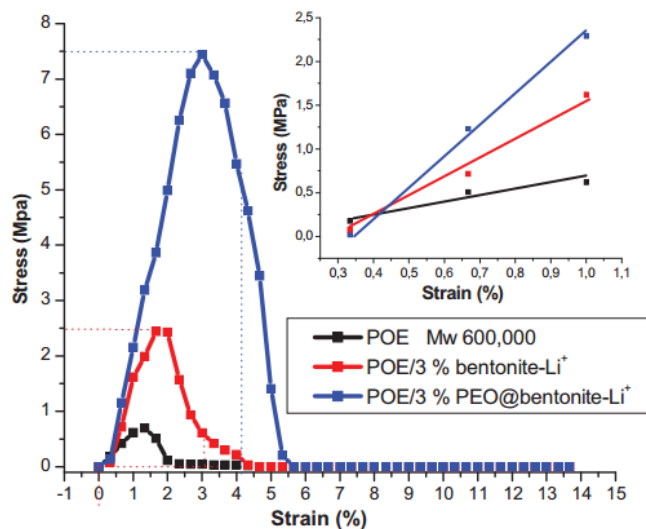 8
7
6
5
4
3
2
1
0
Stress (Mpa)
-1 0 1 2 3 4 5 6 7 8 9 10 11 12 13 14 15
Strain (%)
2,5
2,0
1,5
1,0
0,5
0,0
Stress (MPa)
0,3 0,4 0,5 0,6 0,7 0,8 0,9 1,0 1,1
Strain (%)
POE Mw 600,000
POE/3 % bentonite-Li⁺
POE/3 % PEO@bentonite-Li⁺